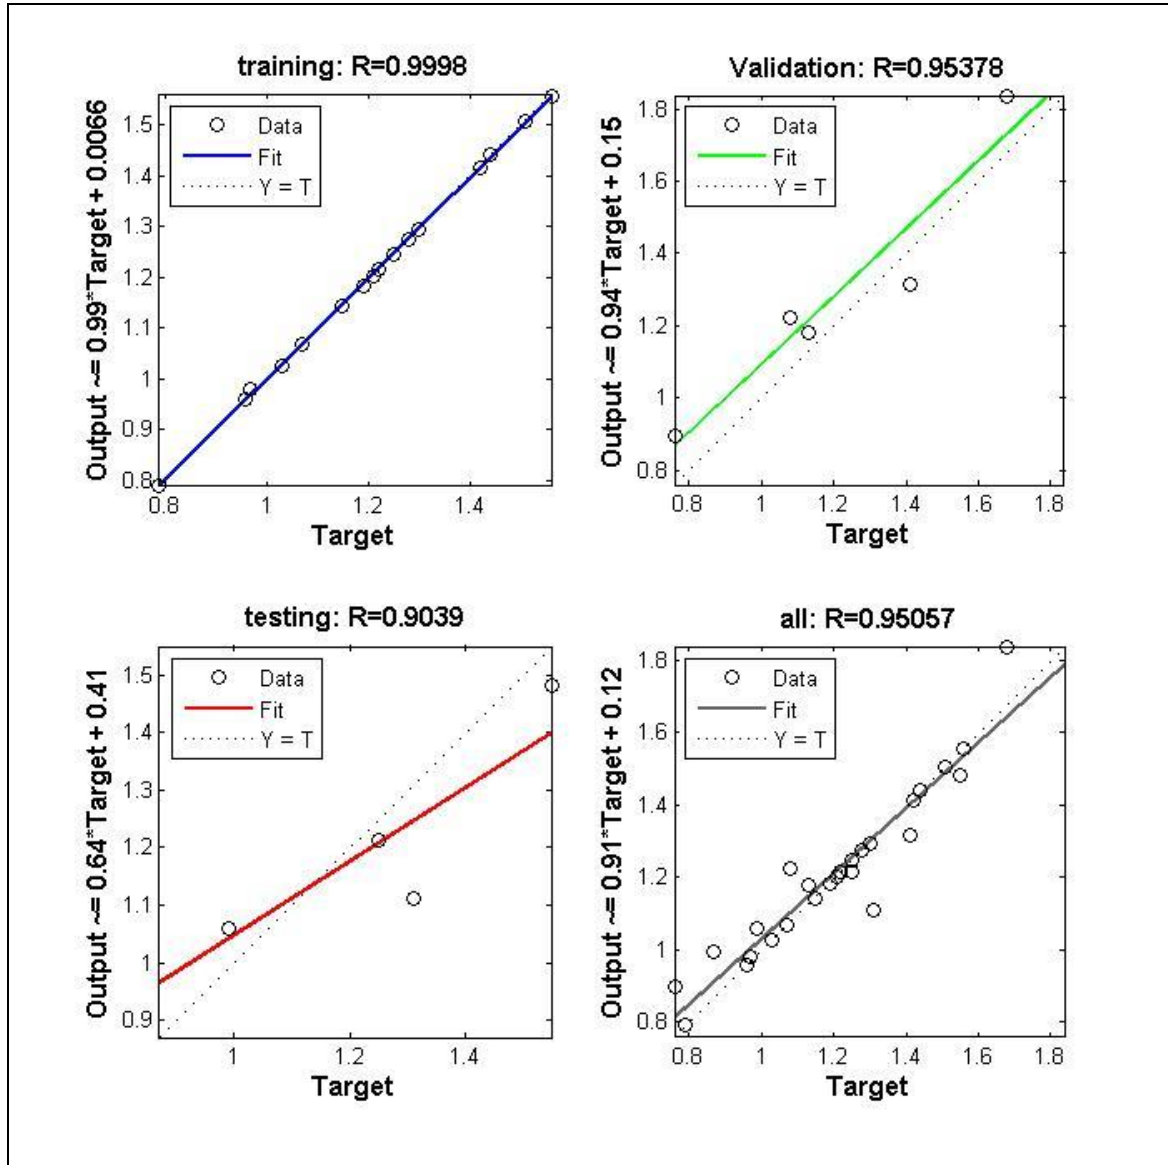 training: R=0.9998
Output ~= 0.99*Target + 0.0066
1.5
1.4
1.3
1.2
1.1
1
0.9
0.8
Data
Fit
Y = T
0.8
1
1.2
1.4
Target
Validation: R=0.95378
Output ~= 0.94*Target + 0.15
1.8
1.6
1.4
1.2
1
0.8
Data
Fit
Y = T
0.8
1
1.2
1.4
1.6
1.8
Target
testing: R=0.9039
Output ~= 0.64*Target + 0.41
1.5
1.4
1.3
1.2
1.1
1
0.9
Data
Fit
Y = T
1
1.2
1.4
Target
all: R=0.95057
Output ~= 0.91*Target + 0.12
1.8
1.6
1.4
1.2
1
0.8
Data
Fit
Y = T
0.8
1
1.2
1.4
1.6
1.8
Target